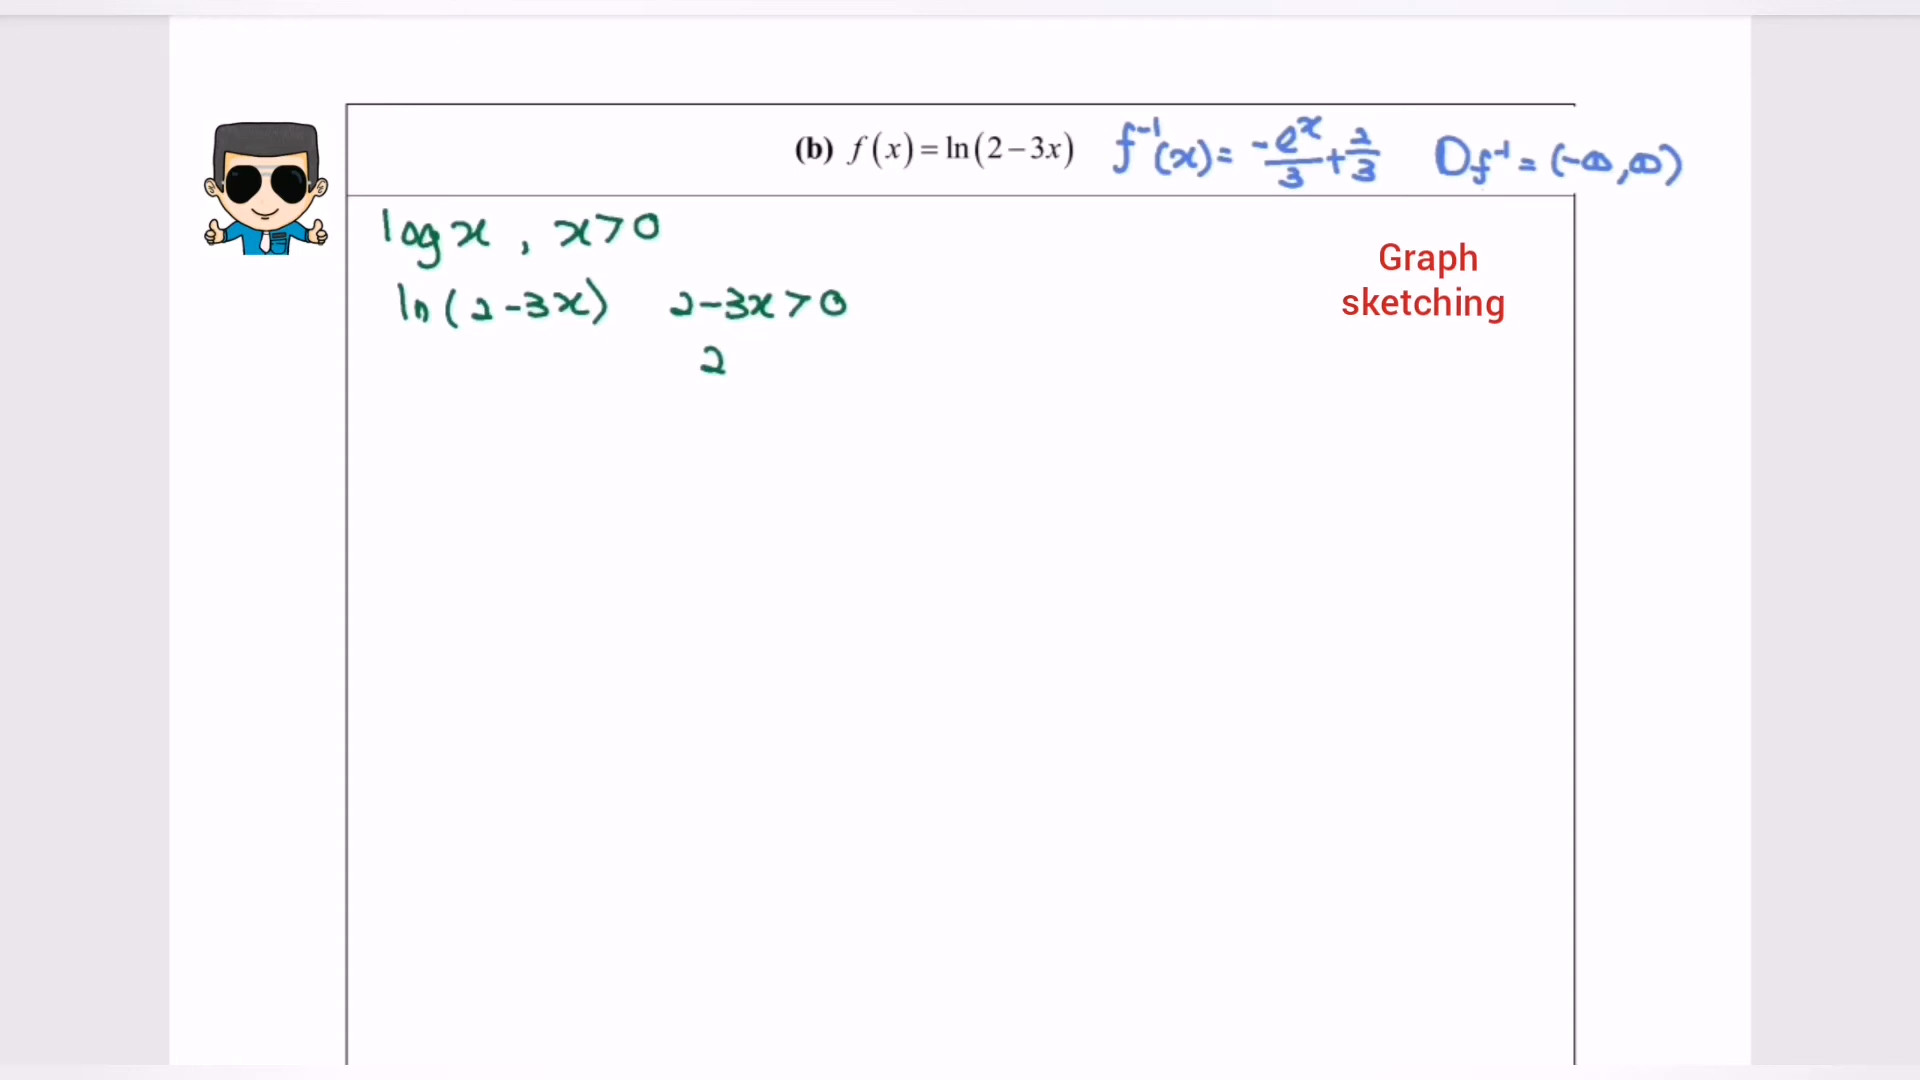 (b) f(x) = ln(2 − 3x) f⁻¹(x) = -eˣ/3 + 2/3 Df⁻¹ = (-∞, ∞)
log x , x > 0
Graph
sketching
ln(2 - 3x) 2 - 3x > 0
2